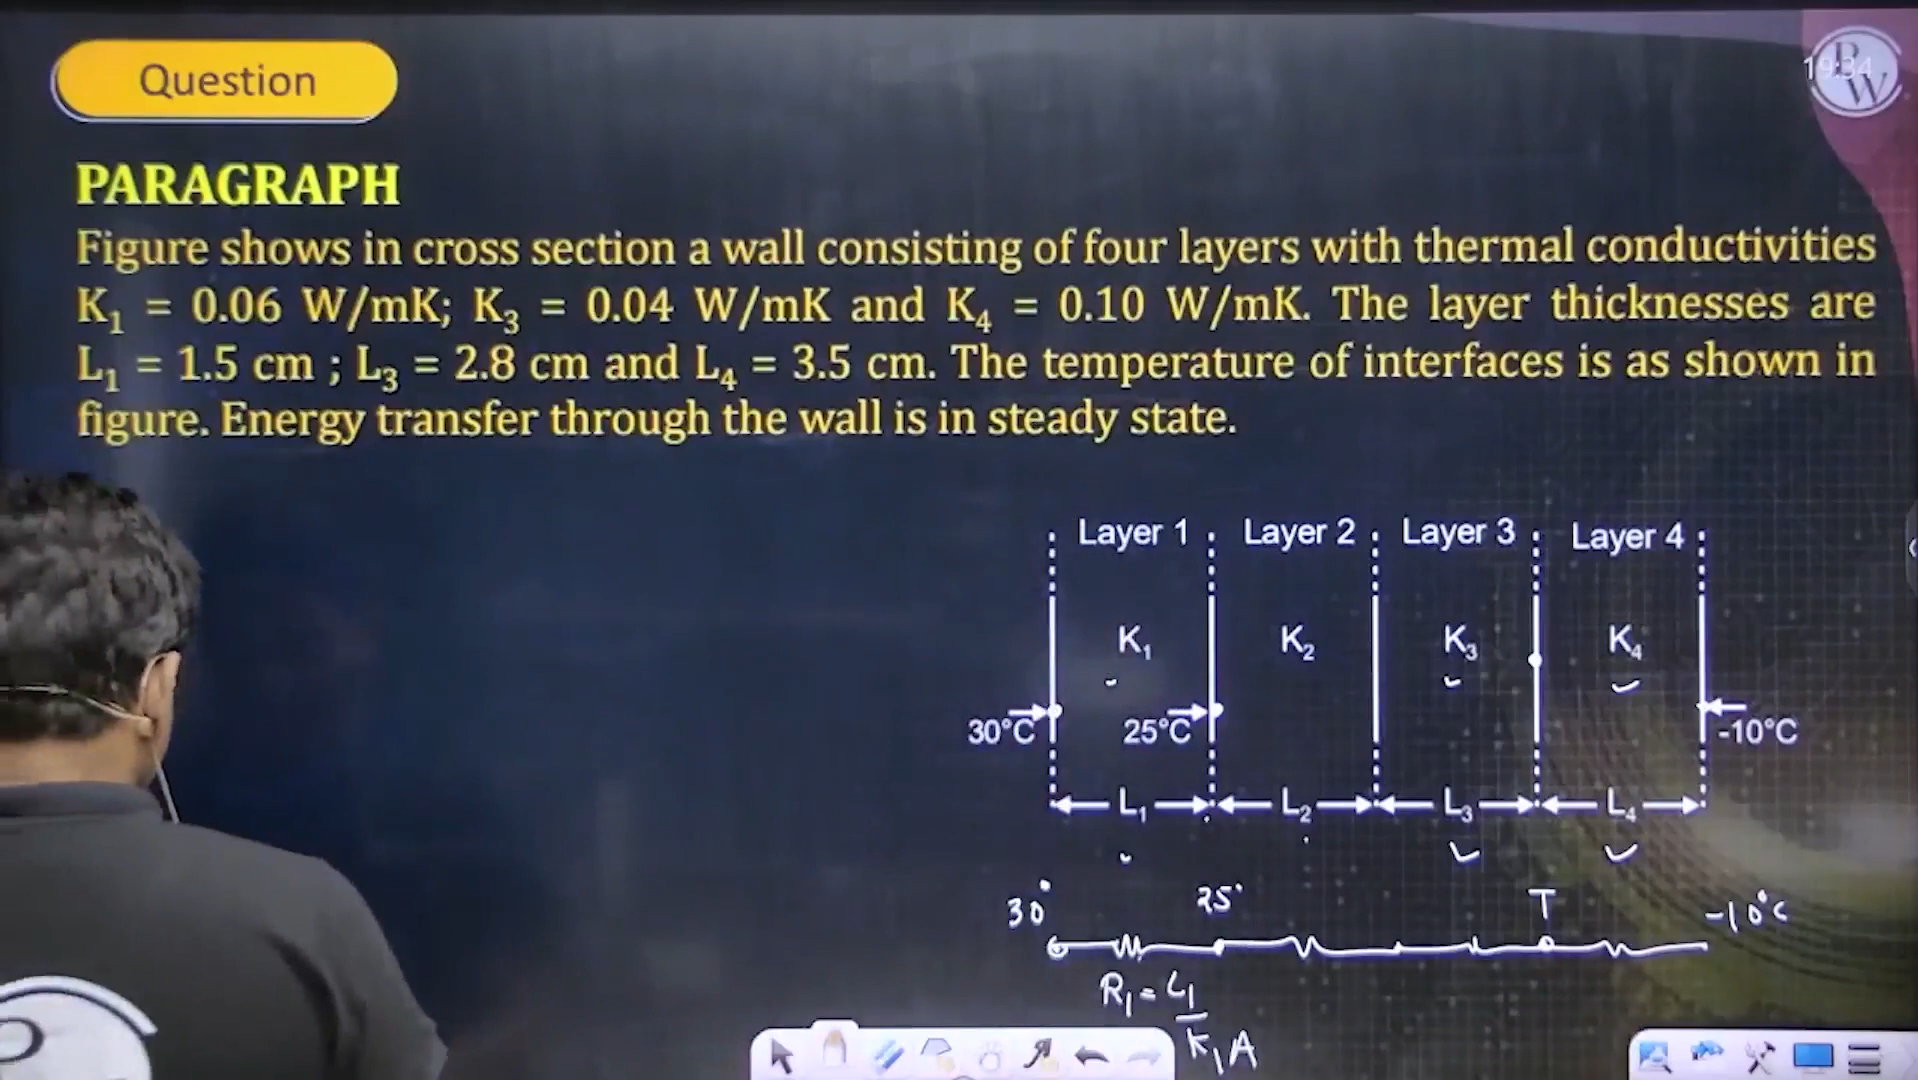 Question
19:34
PW
PARAGRAPH
Figure shows in cross section a wall consisting of four layers with thermal conductivities
K₁ = 0.06 W/mK; K₃ = 0.04 W/mK and K₄ = 0.10 W/mK. The layer thicknesses are
L₁ = 1.5 cm ; L₃ = 2.8 cm and L₄ = 3.5 cm. The temperature of interfaces is as shown in
figure. Energy transfer through the wall is in steady state.
Layer 1 Layer 2 Layer 3 Layer 4
K₁ K₂ K₃ K₄
30°C 25°C -10°C
L₁ L₂ L₃ L₄
30° 25° T -10°C
R₁ = L₁
K₁A